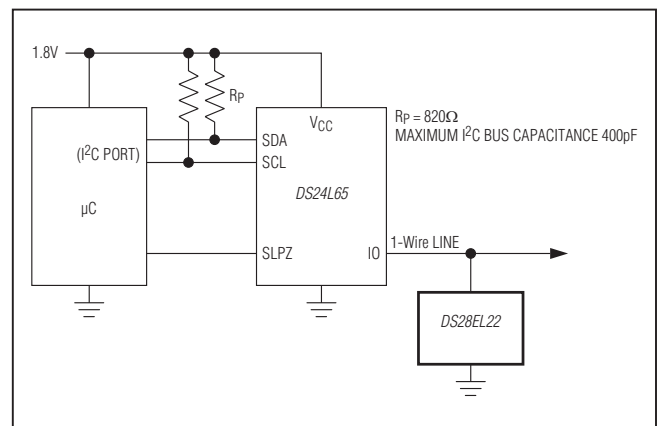 1.8V
RP
VCC
RP = 820Ω
MAXIMUM I2C BUS CAPACITANCE 400pF
(I2C PORT)
SDA
SCL
DS24L65
µC
SLPZ
IO
1-Wire LINE
DS28EL22